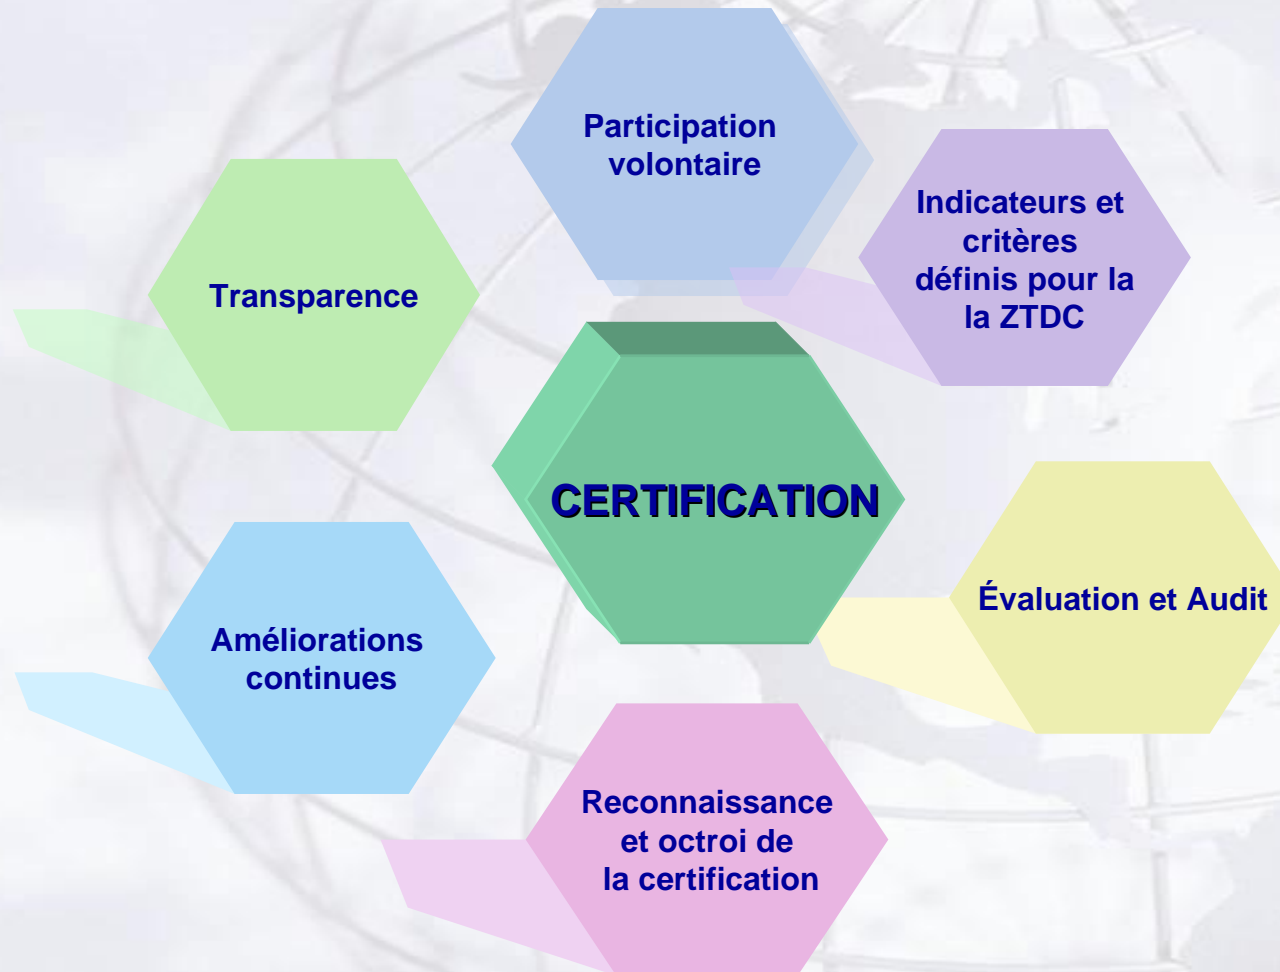 Participation
volontaire
Indicateurs et
critères
définis pour la
la ZTDC
Transparence
CERTIFICATION
Évaluation et Audit
Améliorations
continues
Reconnaissance
et octroi de
la certification